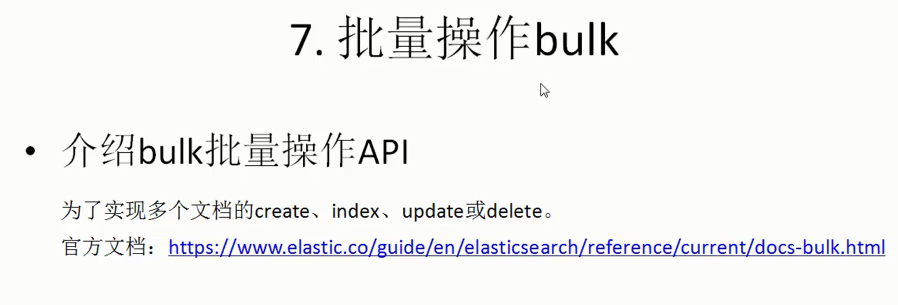 7. 批量操作bulk
• 介绍bulk批量操作API
为了实现多个文档的create、index、update或delete。
官方文档：https://www.elastic.co/guide/en/elasticsearch/reference/current/docs-bulk.html